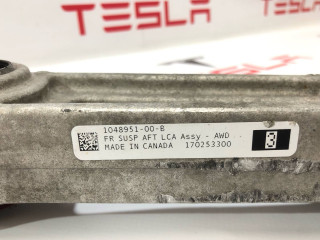 TESLA
1048951-00-B
FR SUSP AFT LCA Assy - AWD
MADE IN CANADA 170253300
3